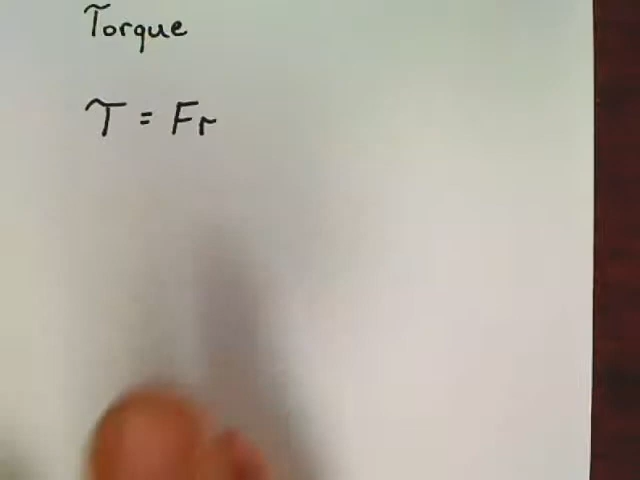 Torque
τ = Fr